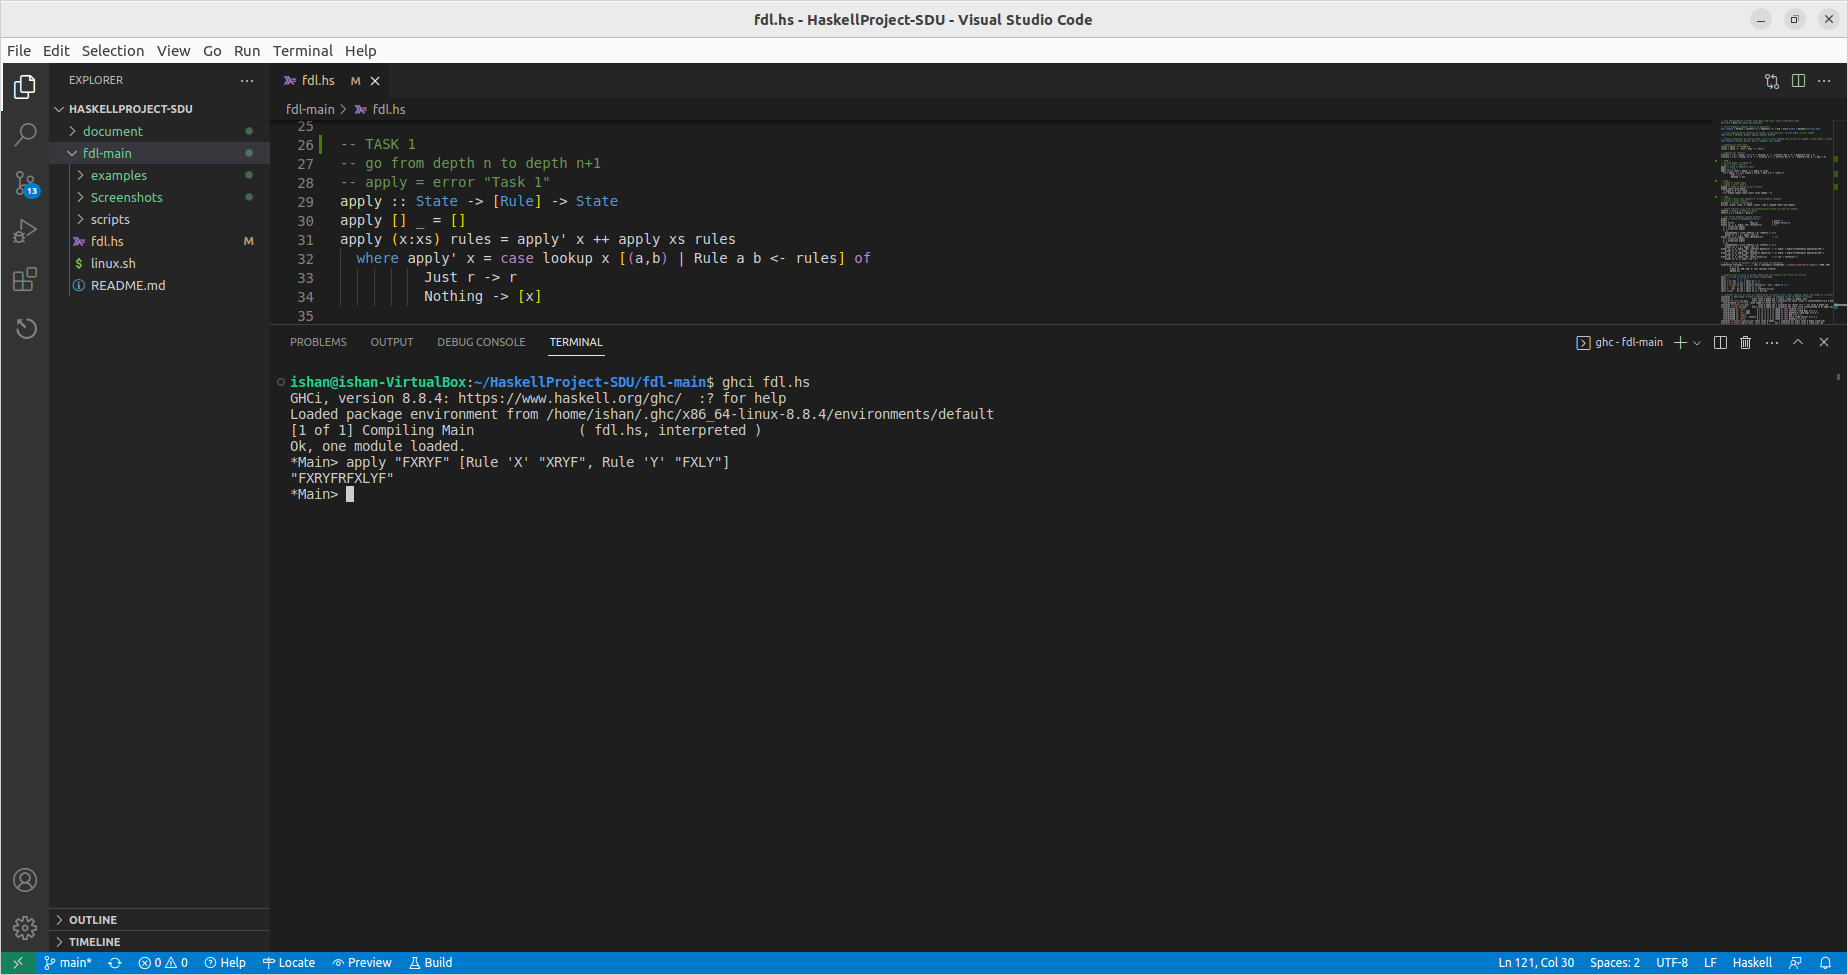 fdl.hs - HaskellProject-SDU - Visual Studio Code
File Edit Selection View Go Run Terminal Help
EXPLORER
HASKELLPROJECT-SDU
document
fdl-main
examples
Screenshots
scripts
fdl.hs M
$ linux.sh
README.md
OUTLINE
TIMELINE
13
fdl.hs M
fdl-main > fdl.hs
25
26 -- TASK 1
27 -- go from depth n to depth n+1
28 -- apply = error "Task 1"
29 apply :: State -> [Rule] -> State
30 apply [] _ = []
31 apply (x:xs) rules = apply' x ++ apply xs rules
32 where apply' x = case lookup x [(a,b) | Rule a b <- rules] of
33 Just r -> r
34 Nothing -> [x]
35
PROBLEMS OUTPUT DEBUG CONSOLE TERMINAL
ghc - fdl-main
ishan@ishan-VirtualBox:~/HaskellProject-SDU/fdl-main$ ghci fdl.hs
GHCi, version 8.8.4: https://www.haskell.org/ghc/  :? for help
Loaded package environment from /home/ishan/.ghc/x86_64-linux-8.8.4/environments/default
[1 of 1] Compiling Main             ( fdl.hs, interpreted )
Ok, one module loaded.
*Main> apply "FXRYF" [Rule 'X' "XRYF", Rule 'Y' "FXLY"]
"FXRYFRFXLYF"
*Main>
main* 0 0 Help Locate Preview Build
Ln 121, Col 30 Spaces: 2 UTF-8 LF Haskell